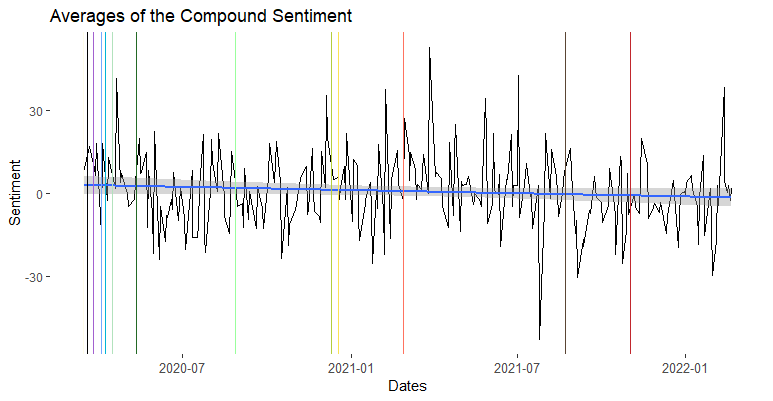 Averages of the Compound Sentiment
Sentiment
30
0
-30
2020-07
2021-01
2021-07
2022-01
Dates